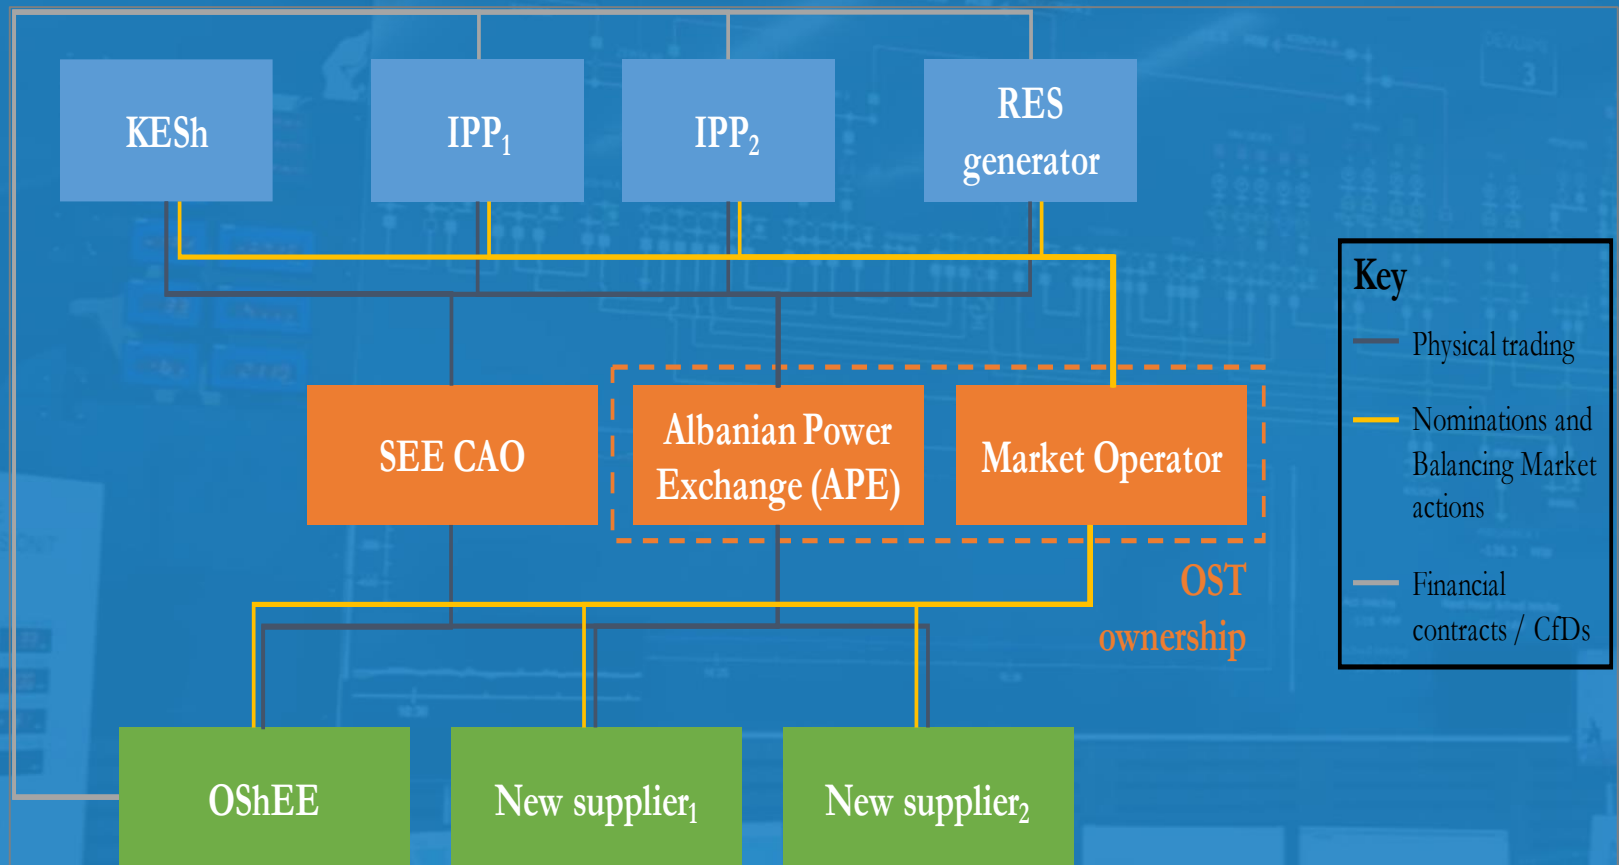 KESh
IPP₁
IPP₂
RES
generator
Key
Physical trading
Nominations and
Balancing Market
actions
Financial
contracts / CfDs
SEE CAO
Albanian Power
Exchange (APE)
Market Operator
OST
ownership
OShEE
New supplier₁
New supplier₂